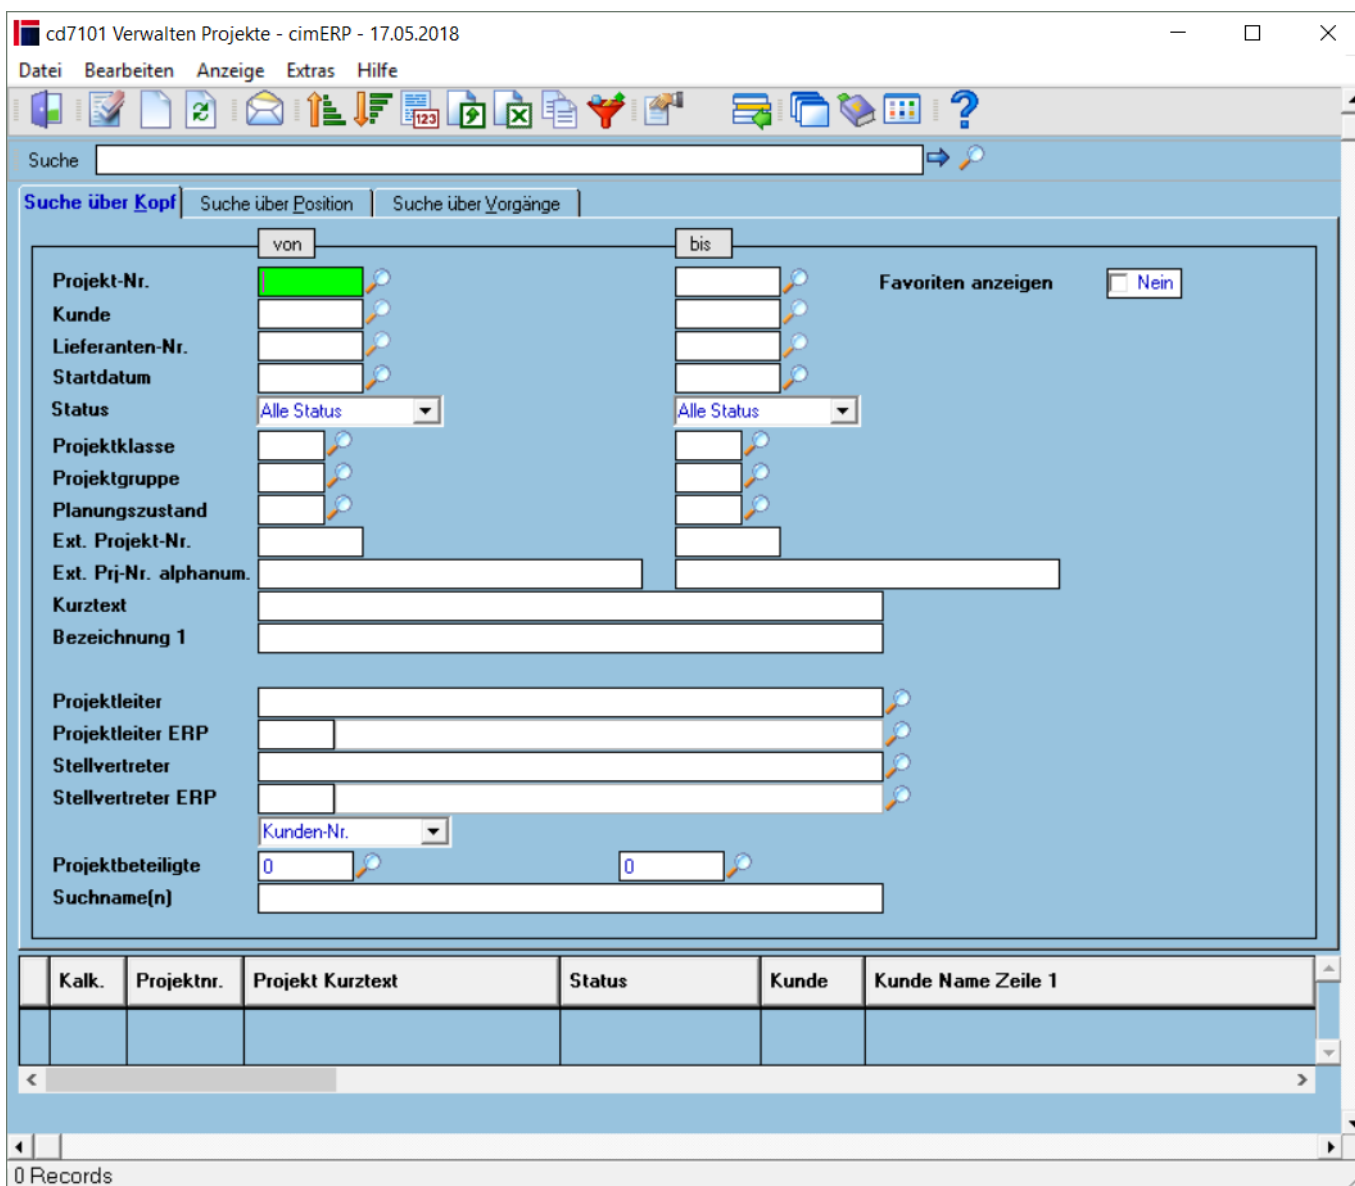 cd7101 Verwalten Projekte - cimERP - 17.05.2018
Datei Bearbeiten Anzeige Extras Hilfe
123
Suche
Suche über Kopf Suche über Position Suche über Vorgänge
von bis
Projekt-Nr. Favoriten anzeigen Nein
Kunde
Lieferanten-Nr.
Startdatum
Status Alle Status Alle Status
Projektklasse
Projektgruppe
Planungszustand
Ext. Projekt-Nr.
Ext. Prj-Nr. alphanum.
Kurztext
Bezeichnung 1
Projektleiter
Projektleiter ERP
Stellvertreter
Stellvertreter ERP
Kunden-Nr.
Projektbeteiligte 0 0
Suchname(n)
Kalk. Projektnr. Projekt Kurztext Status Kunde Kunde Name Zeile 1
0 Records